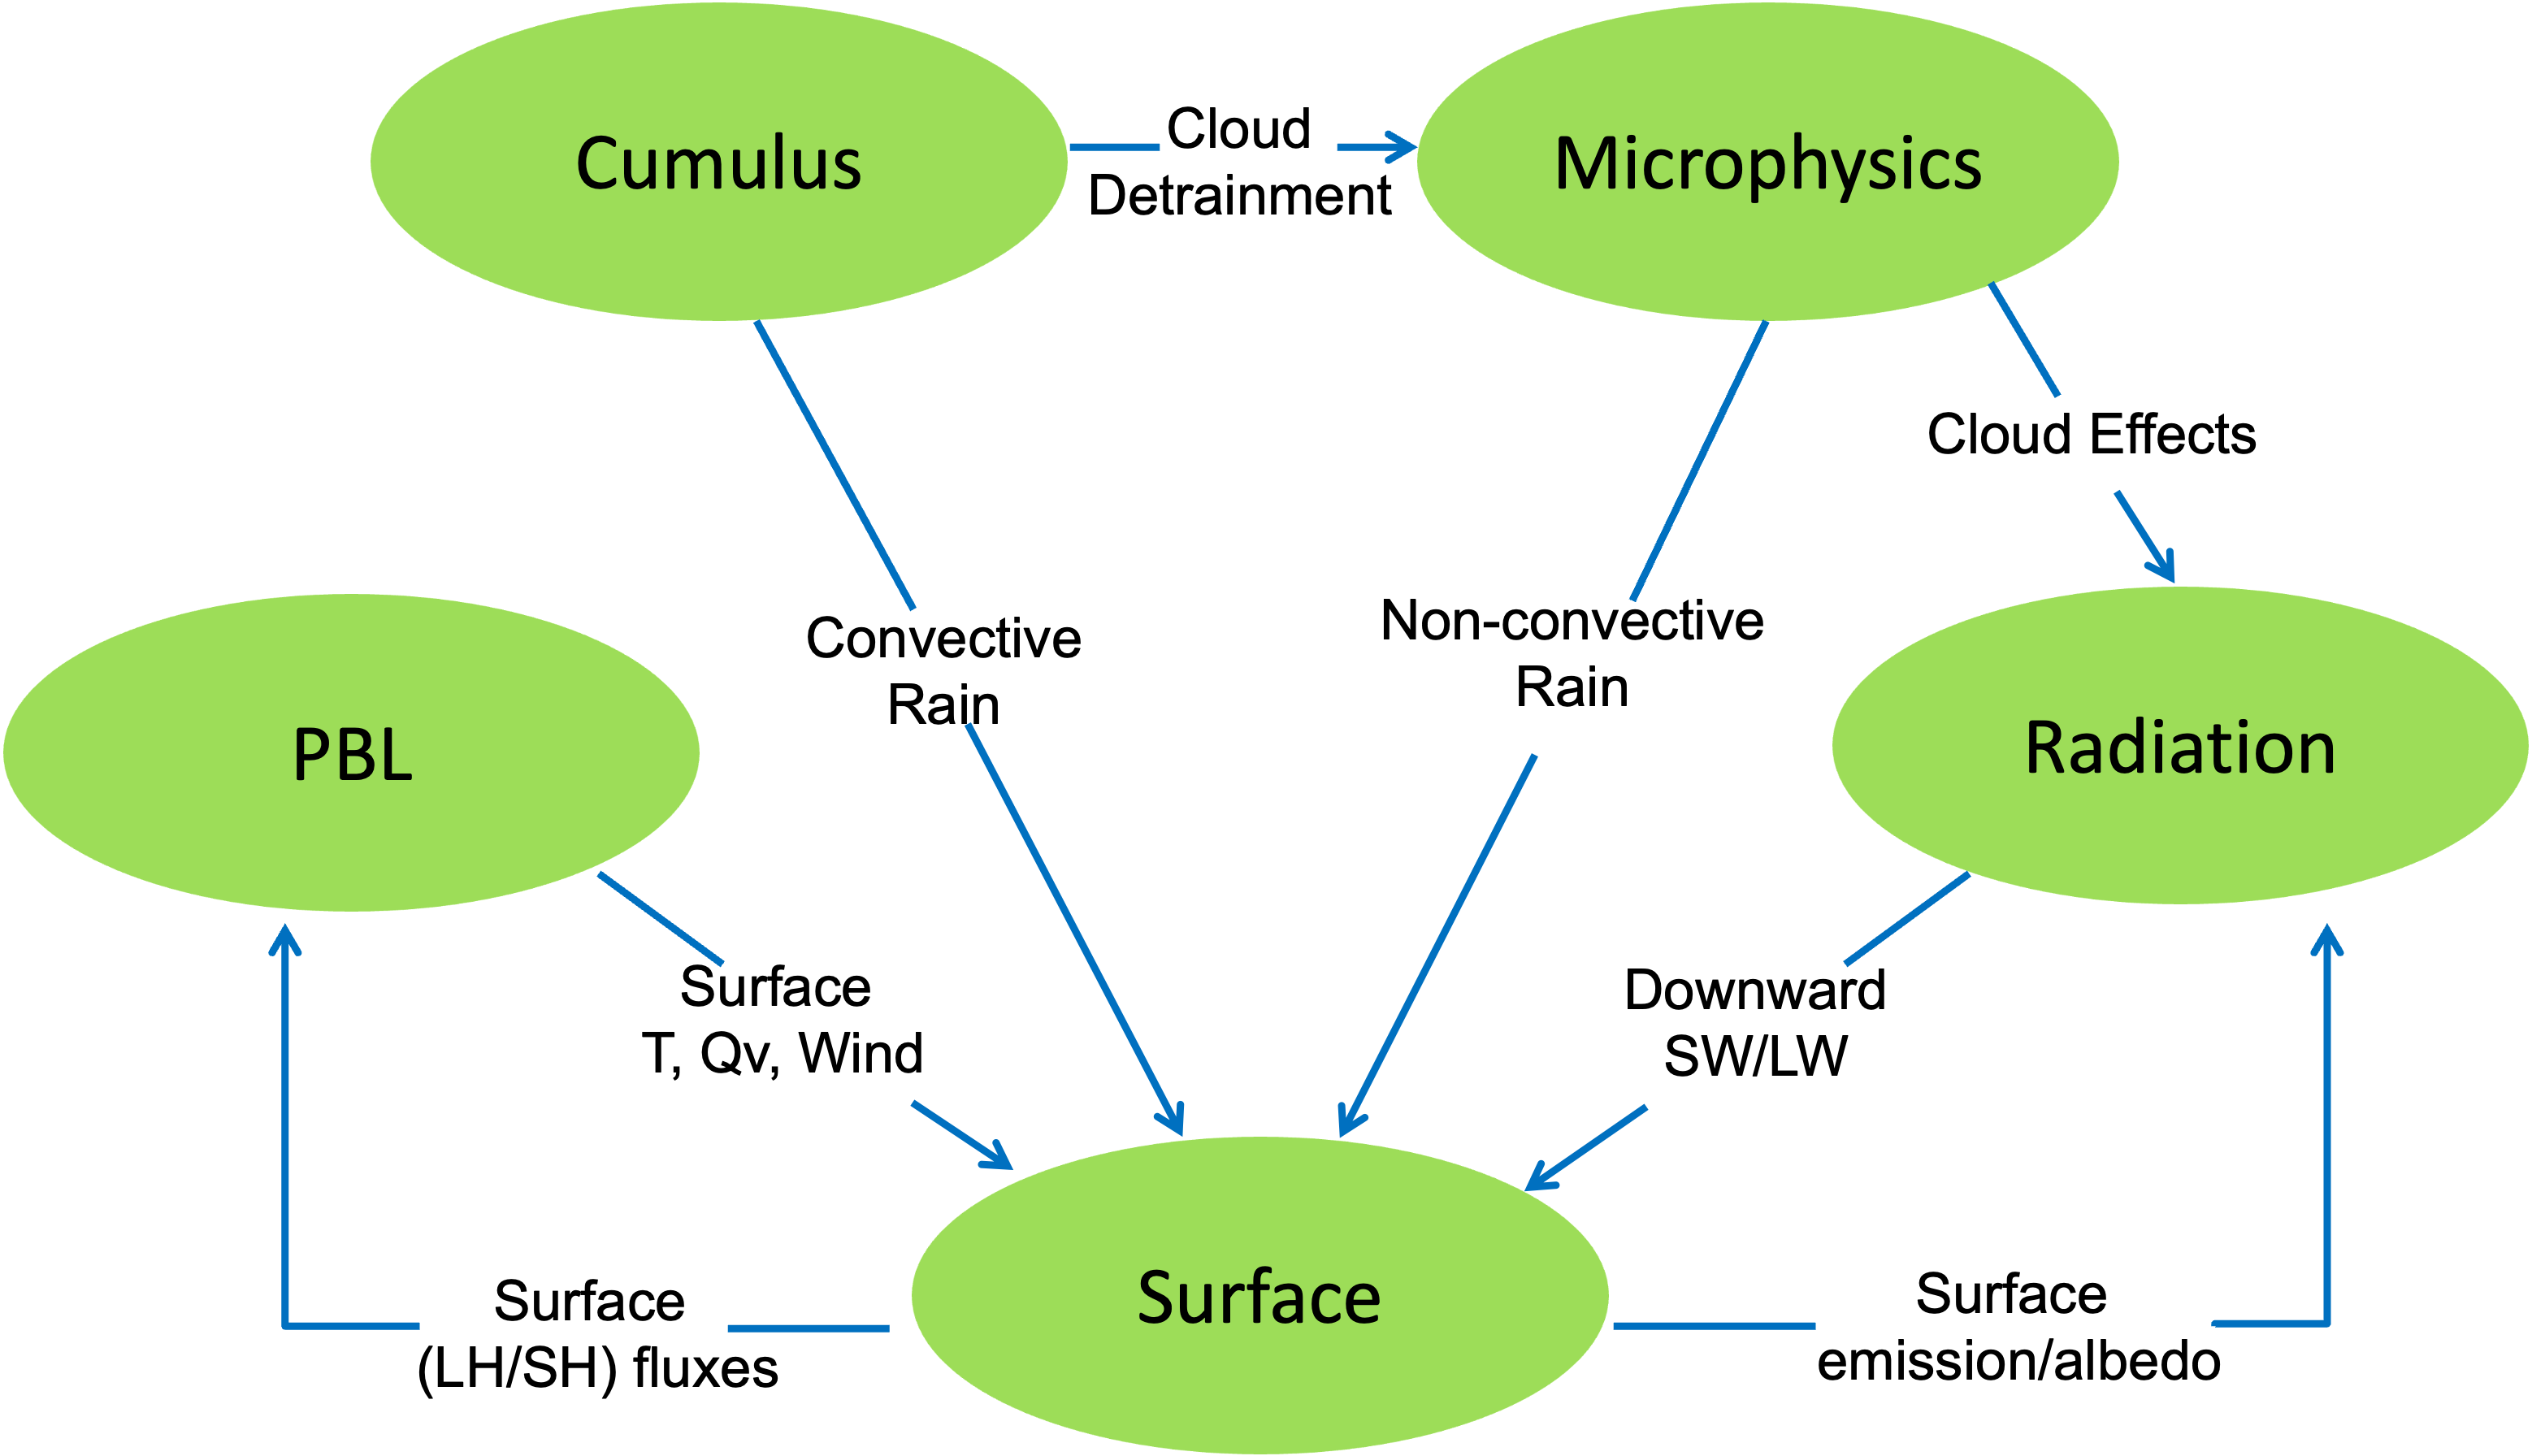 Cumulus
Cloud
Detrainment
Microphysics
Cloud Effects
Convective
Rain
Non-convective
Rain
PBL
Radiation
Surface
T, Qv, Wind
Downward
SW/LW
Surface
Surface
(LH/SH) fluxes
Surface
emission/albedo